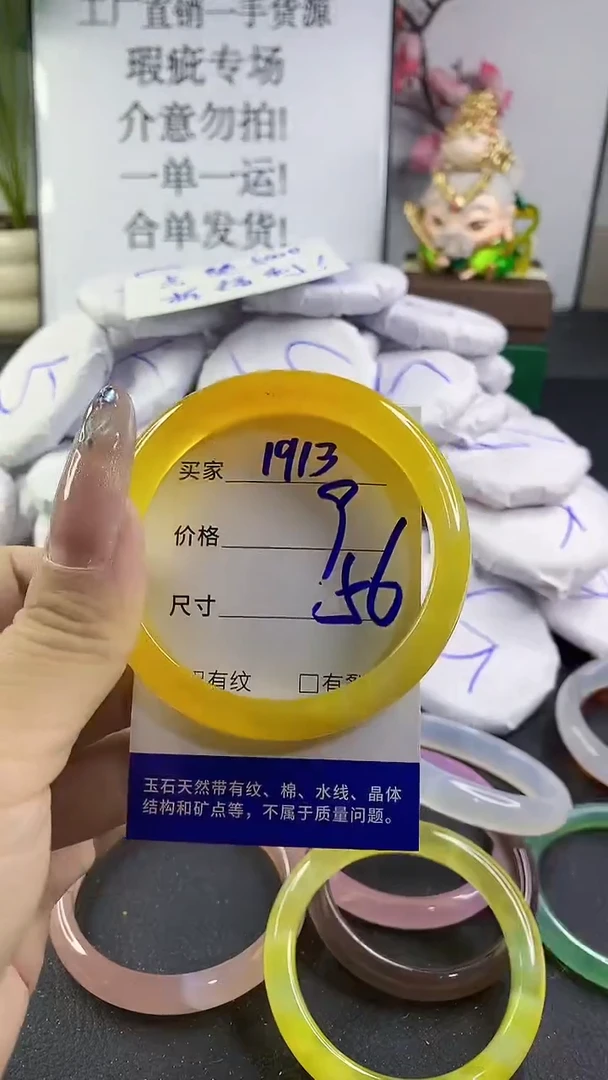 工厂直销一手货源
瑕疵专场
介意勿拍!
一单一运!
合单发货!
买家 1913
价格 9
尺寸 56
有纹 □有裂
玉石天然带有纹、棉、水线、晶体
结构和矿点等，不属于质量问题。